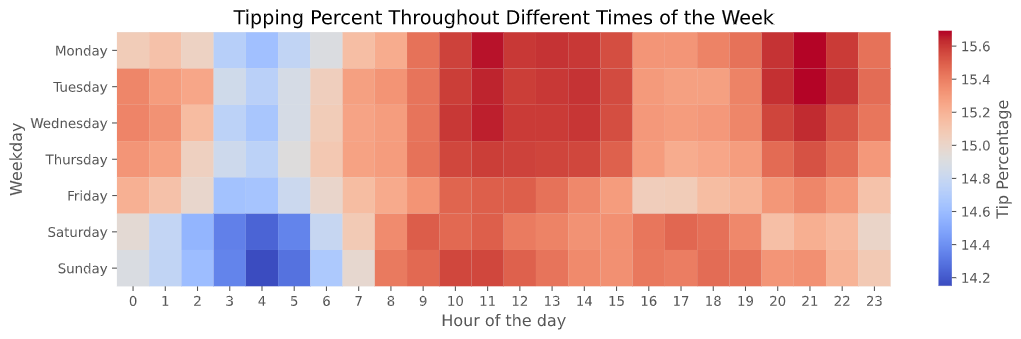 Tipping Percent Throughout Different Times of the Week
Monday
Tuesday
Wednesday
Thursday
Friday
Saturday
Sunday
Weekday
0 1 2 3 4 5 6 7 8 9 10 11 12 13 14 15 16 17 18 19 20 21 22 23
Hour of the day
15.6
15.4
15.2
15.0
14.8
14.6
14.4
14.2
Tip Percentage